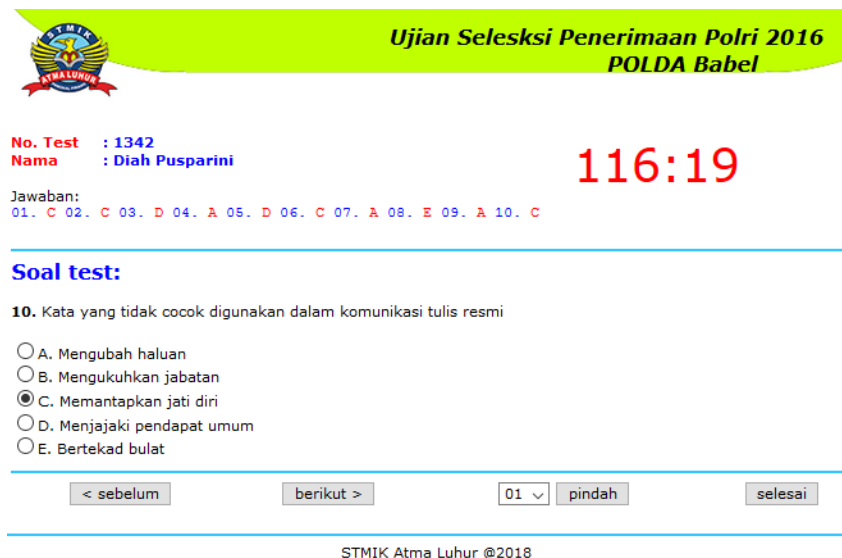 STMIK
ATMA LUHUR
Ujian Selesksi Penerimaan Polri 2016
POLDA Babel
No. Test : 1342
Nama : Diah Pusparini
116:19
Jawaban:
01. C 02. C 03. D 04. A 05. D 06. C 07. A 08. E 09. A 10. C
Soal test:
10. Kata yang tidak cocok digunakan dalam komunikasi tulis resmi
A. Mengubah haluan
B. Mengukuhkan jabatan
C. Memantapkan jati diri
D. Menjajaki pendapat umum
E. Bertekad bulat
< sebelum berikut > 01 pindah selesai
STMIK Atma Luhur @2018